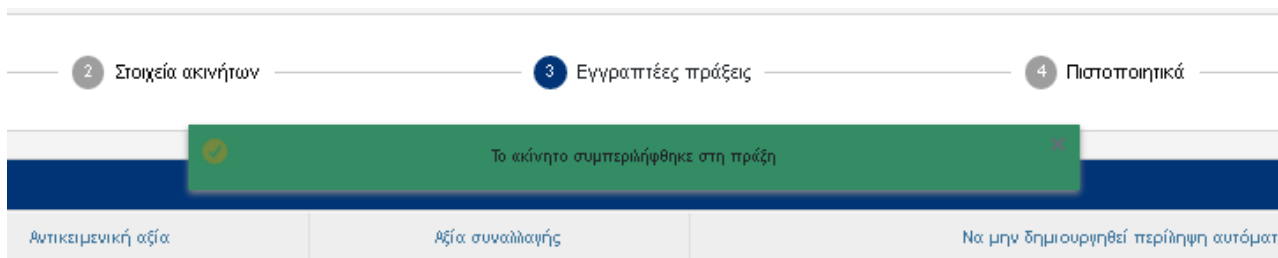 2 Στοιχεία ακινήτων 3 Εγγραπτέες πράξεις 4 Πιστοποιητικά
Το ακίνητο συμπεριλήφθηκε στη πράξη
Αντικειμενική αξία Αξία συναλλαγής Να μην δημιουργηθεί περίληψη αυτόματ